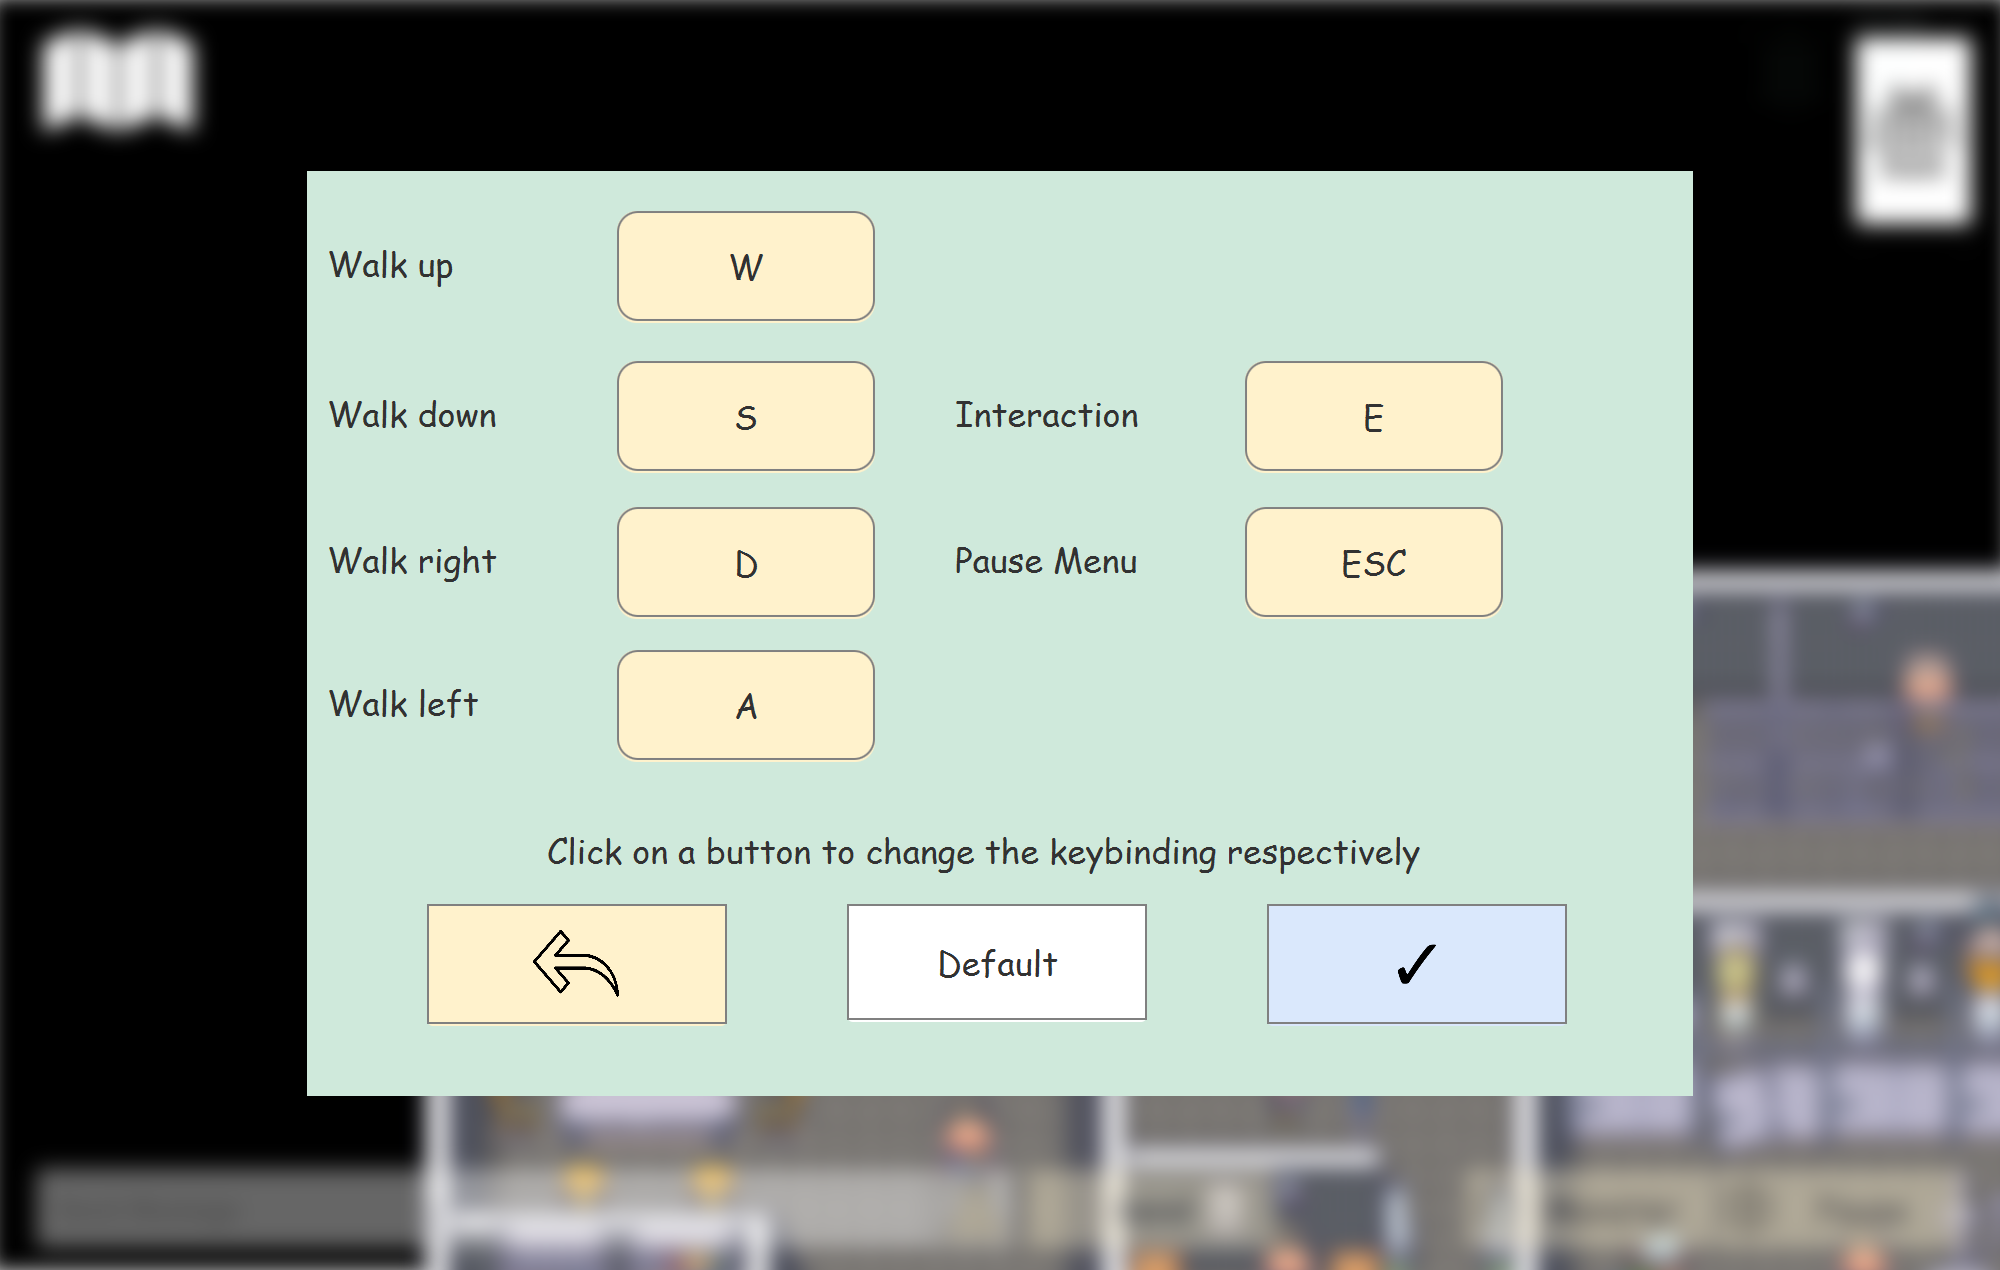 Walk up
W
Walk down
S
Interaction
E
Walk right
D
Pause Menu
ESC
Walk left
A
Click on a button to change the keybinding respectively
Default